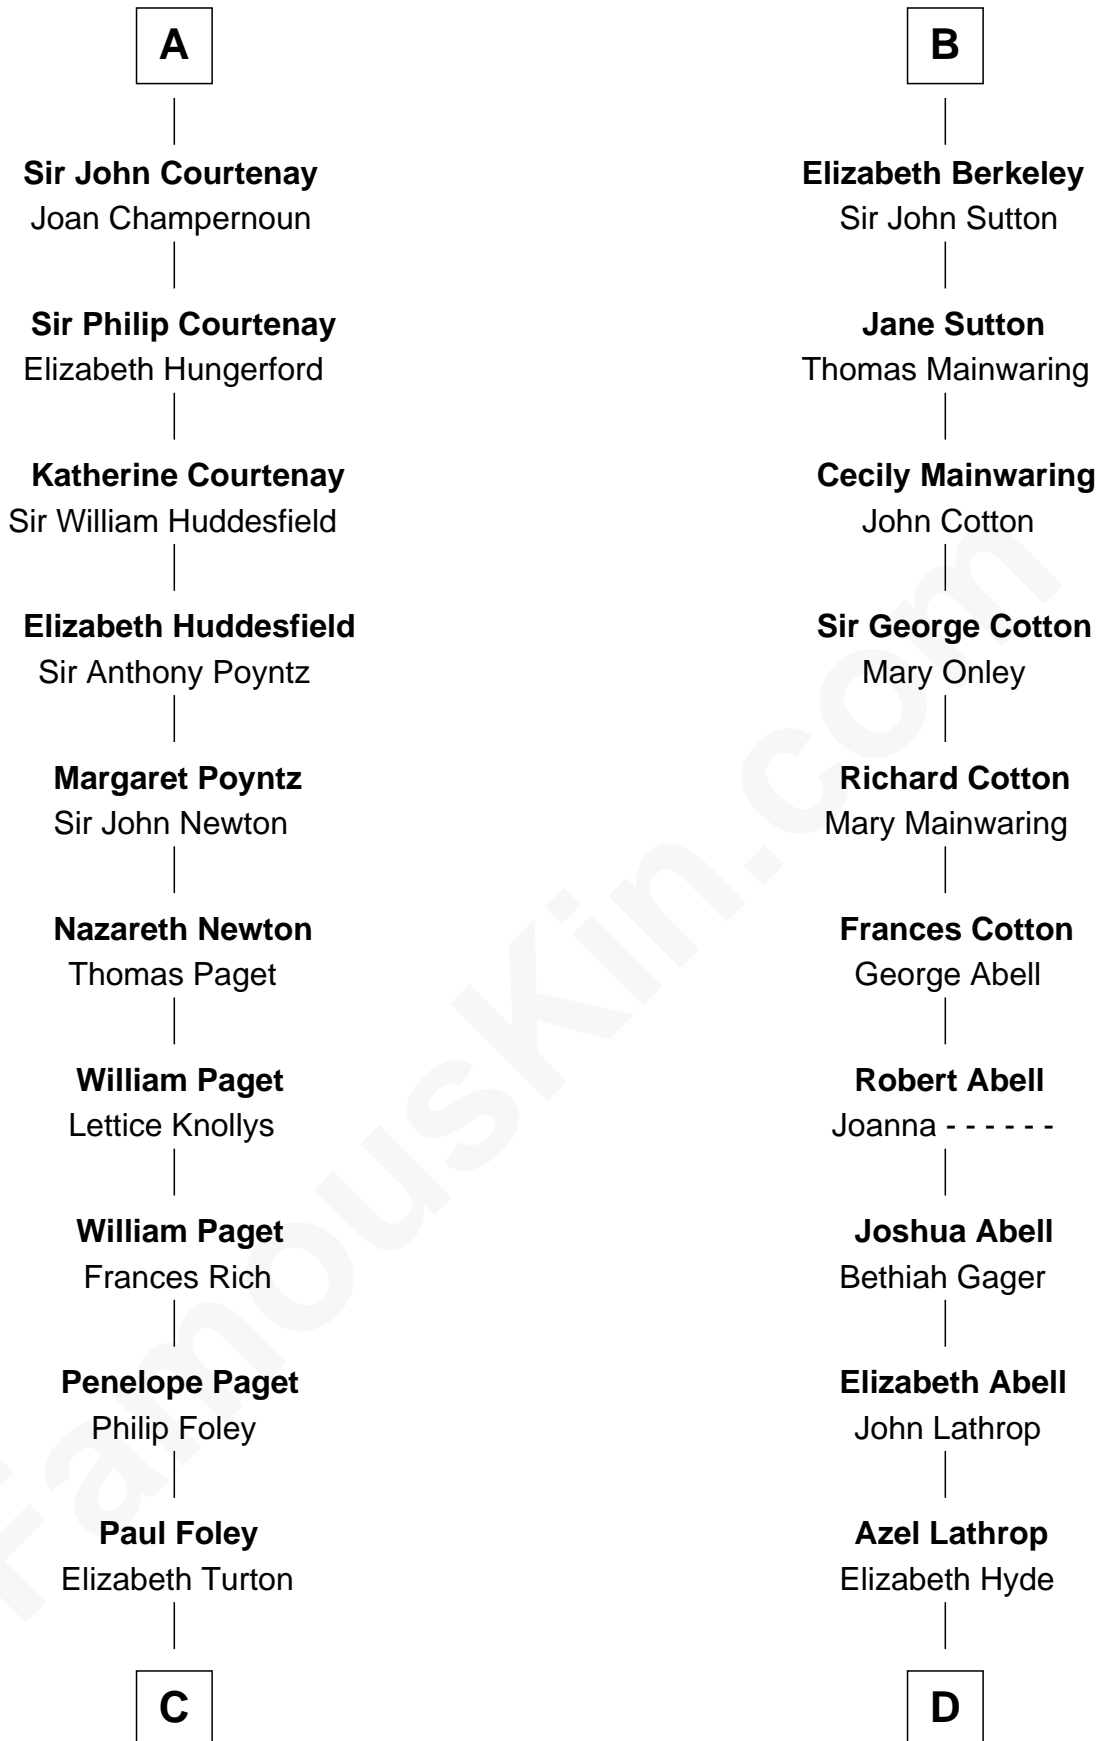 A
Sir John Courtenay
Joan Champernoun
Sir Philip Courtenay
Elizabeth Hungerford
Katherine Courtenay
Sir William Huddesfield
Elizabeth Huddesfield
Sir Anthony Poyntz
Margaret Poyntz
Sir John Newton
Nazareth Newton
Thomas Paget
William Paget
Lettice Knollys
William Paget
Frances Rich
Penelope Paget
Philip Foley
Paul Foley
Elizabeth Turton
C
B
Elizabeth Berkeley
Sir John Sutton
Jane Sutton
Thomas Mainwaring
Cecily Mainwaring
John Cotton
Sir George Cotton
Mary Onley
Richard Cotton
Mary Mainwaring
Frances Cotton
George Abell
Robert Abell
Joanna - - - - - -
Joshua Abell
Bethiah Gager
Elizabeth Abell
John Lathrop
Azel Lathrop
Elizabeth Hyde
D
FamousKin.com